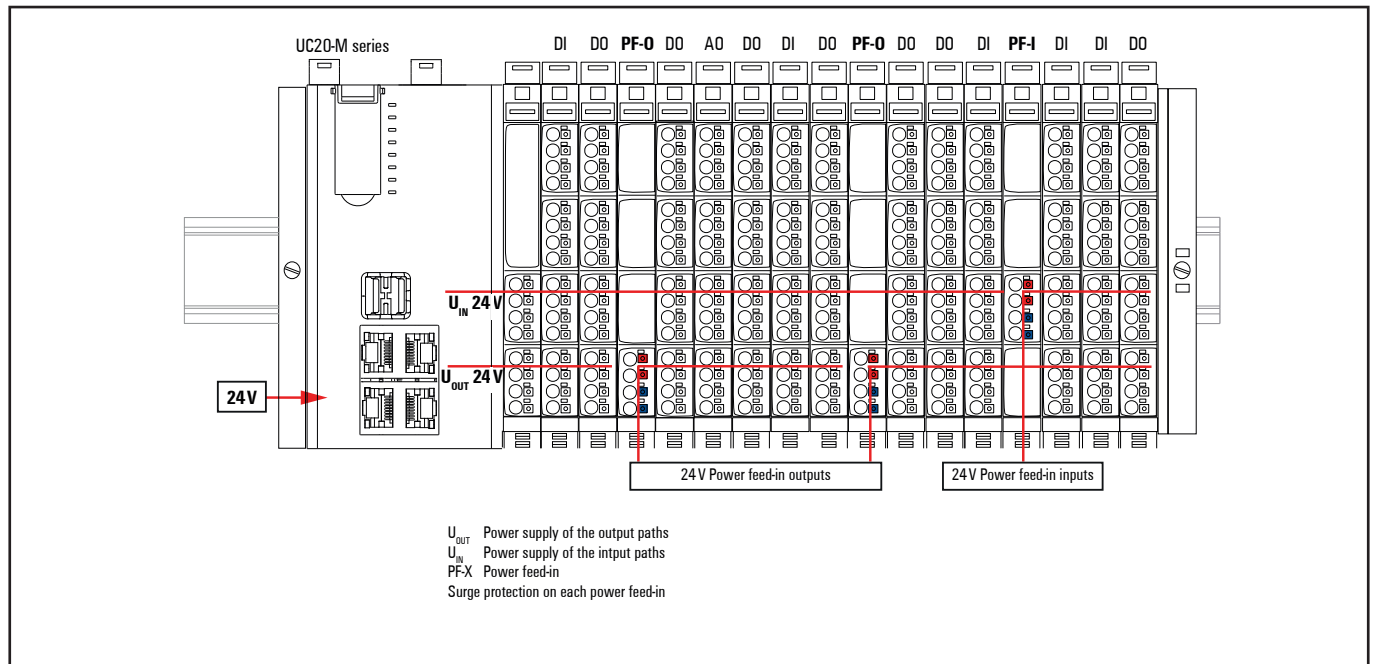 UC20-M series
DI DO PF-O DO AO DO DI DO PF-O DO DO DI PF-I DI DI DO
U_IN 24 V
U_OUT 24 V
24 V
24 V Power feed-in outputs
24 V Power feed-in inputs
U_OUT Power supply of the output paths
U_IN Power supply of the intput paths
PF-X Power feed-in
Surge protection on each power feed-in